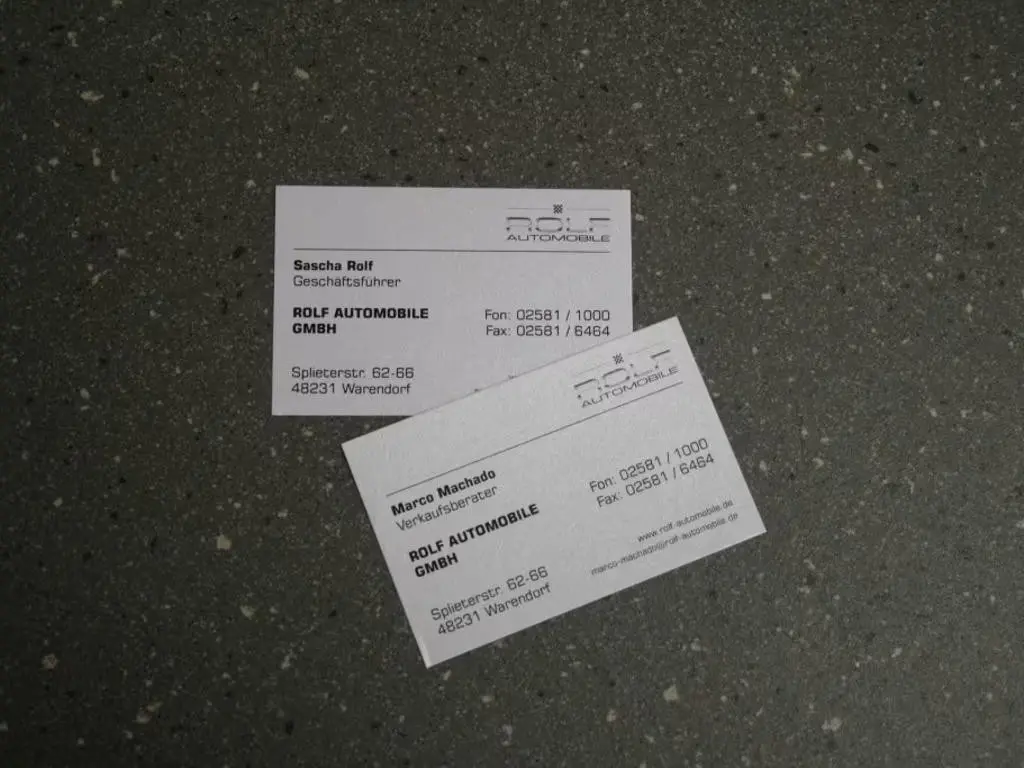 ROLF
AUTOMOBILE
Sascha Rolf
Geschäftsführer
ROLF AUTOMOBILE
GMBH
Fon: 02581 / 1000
Fax: 02581 / 6464
Splieterstr. 62-66
48231 Warendorf
ROLF
AUTOMOBILE
Marco Machado
Verkaufsberater
ROLF AUTOMOBILE
GMBH
Fon: 02581 / 1000
Fax: 02581 / 6464
www.rolf-automobile.de
marco-machado@rolf-automobile.de
Splieterstr. 62-66
48231 Warendorf